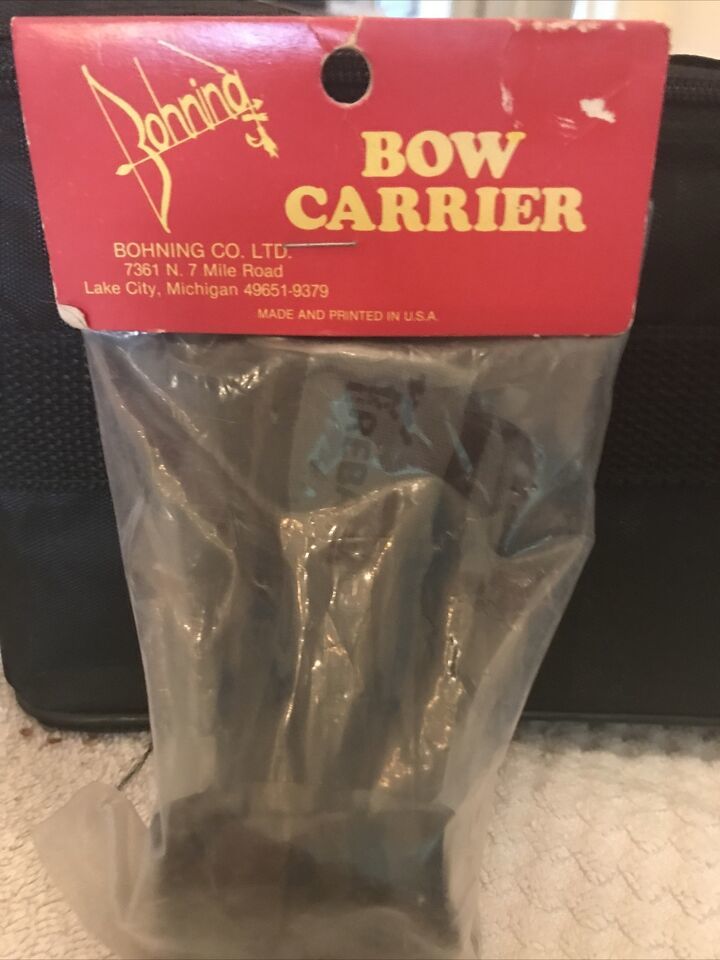 Bohning
BOW
CARRIER
BOHNING CO. LTD.
7361 N. 7 Mile Road
Lake City, Michigan 49651-9379
MADE AND PRINTED IN U.S.A.